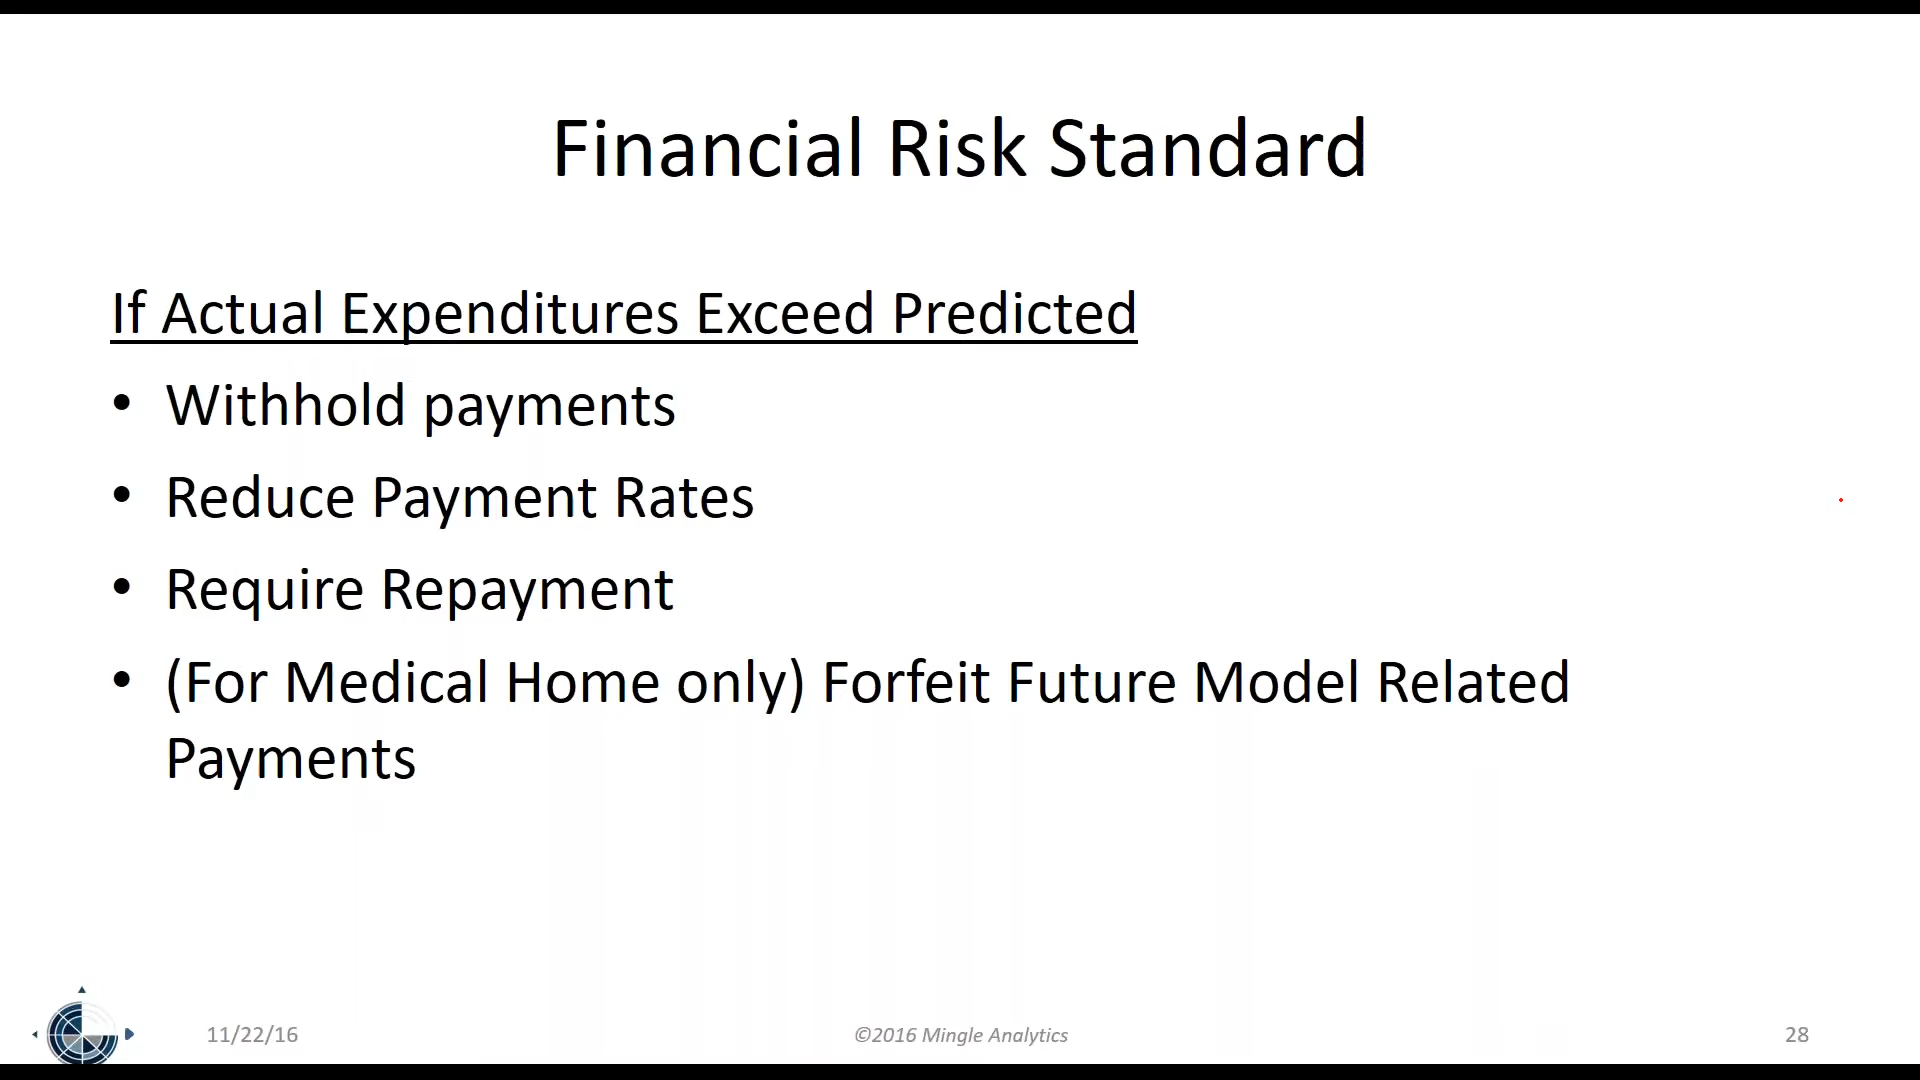 Financial Risk Standard
If Actual Expenditures Exceed Predicted
• Withhold payments
• Reduce Payment Rates
• Require Repayment
• (For Medical Home only) Forfeit Future Model Related
Payments
11/22/16
©2016 Mingle Analytics
28